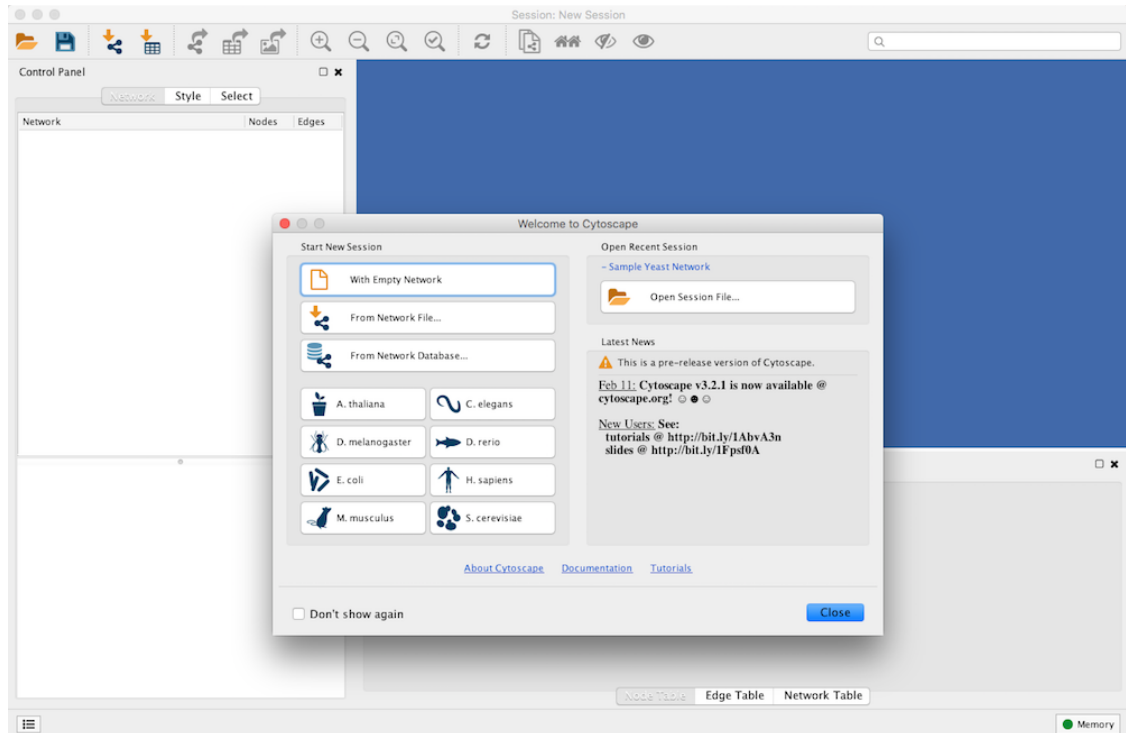 Session: New Session
Control Panel
Network Style Select
Network Nodes Edges
Welcome to Cytoscape
Start New Session
With Empty Network
From Network File...
From Network Database...
A. thaliana
C. elegans
D. melanogaster
D. rerio
E. coli
H. sapiens
M. musculus
S. cerevisiae
Open Recent Session
- Sample Yeast Network
Open Session File...
Latest News
This is a pre-release version of Cytoscape.
Feb 11: Cytoscape v3.2.1 is now available @
cytoscape.org! ☺ ☻ ☺
New Users: See:
tutorials @ http://bit.ly/1AbvA3n
slides @ http://bit.ly/1Fpsf0A
About Cytoscape Documentation Tutorials
Don't show again
Close
Node Table Edge Table Network Table
Memory